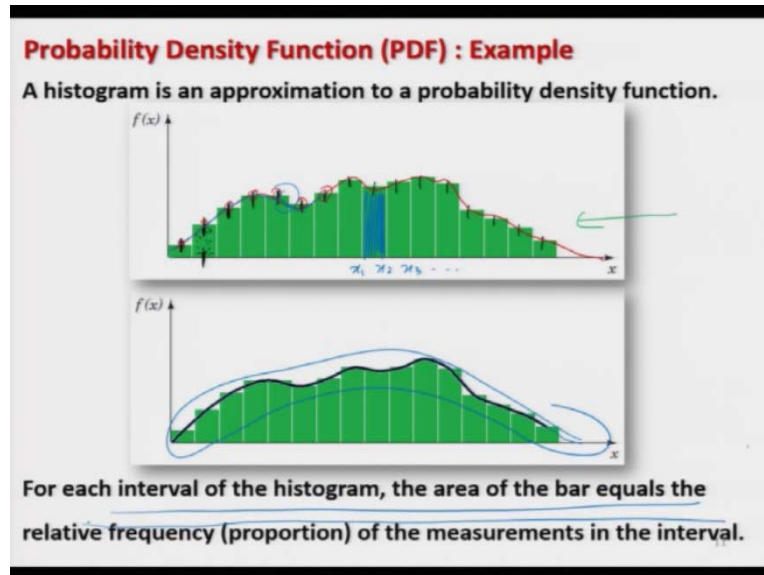 Probability Density Function (PDF) : Example
A histogram is an approximation to a probability density function.
f(x)
x₁ x₂ x₃ ...
x
f(x)
x
For each interval of the histogram, the area of the bar equals the
relative frequency (proportion) of the measurements in the interval.